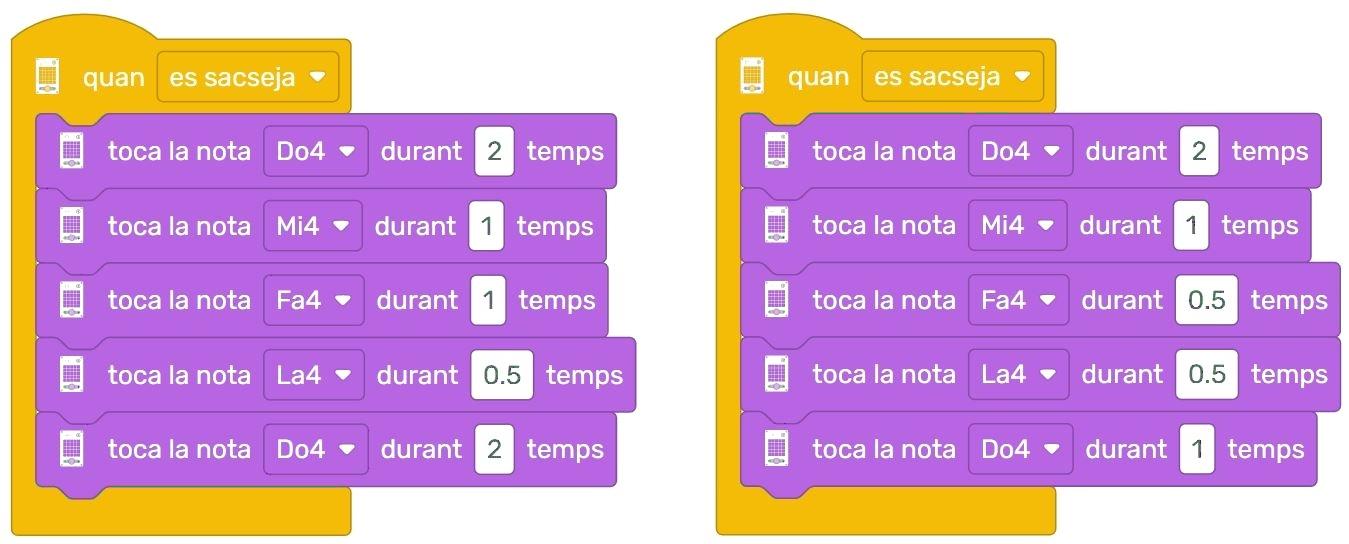 quan es sacseja
toca la nota Do4 durant 2 temps
toca la nota Mi4 durant 1 temps
toca la nota Fa4 durant 1 temps
toca la nota La4 durant 0.5 temps
toca la nota Do4 durant 2 temps
quan es sacseja
toca la nota Do4 durant 2 temps
toca la nota Mi4 durant 1 temps
toca la nota Fa4 durant 0.5 temps
toca la nota La4 durant 0.5 temps
toca la nota Do4 durant 1 temps